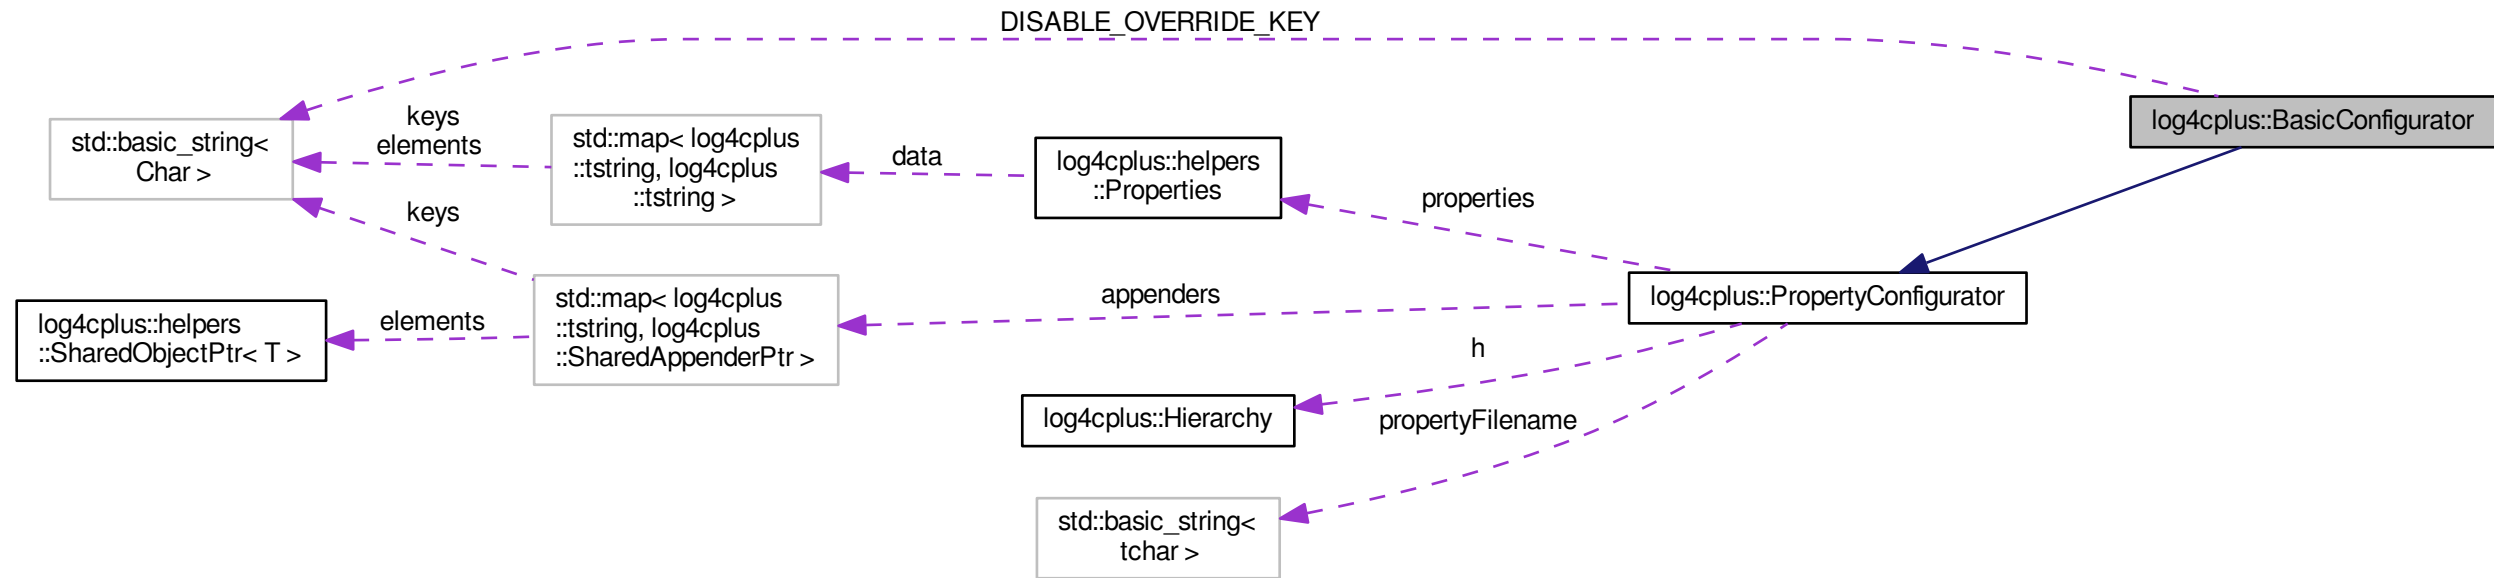 DISABLE_OVERRIDE_KEY
log4cplus::BasicConfigurator
keys
elements
std::basic_string<
Char >
std::map< log4cplus
::tstring, log4cplus
::tstring >
data
log4cplus::helpers
::Properties
properties
keys
log4cplus::helpers
::SharedObjectPtr< T >
elements
std::map< log4cplus
::tstring, log4cplus
::SharedAppenderPtr >
appenders
log4cplus::PropertyConfigurator
h
log4cplus::Hierarchy
propertyFilename
std::basic_string<
tchar >